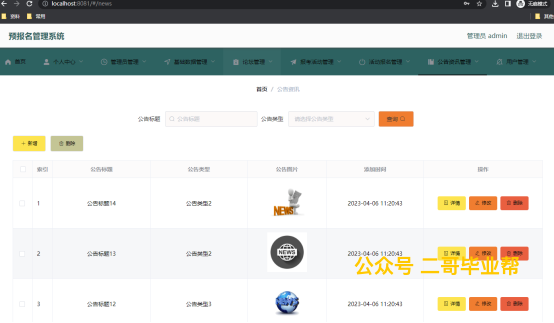 localhost:8081/#/news
无痕模式
资料 常用
其他
预报名管理系统 管理员 admin 退出登录
首页 个人中心 管理员管理 基础数据管理 论坛管理 报考活动管理 活动报名管理 公告资讯管理 用户管理
首页 / 公告资讯
公告标题 公告标题 公告类型 请选择公告类型 查询
+ 新增 删除
索引 公告标题 公告类型 公告图片 添加时间 操作
1 公告标题14 公告类型2 NEWS 2023-04-06 11:20:43 详情 修改 删除
2 公告标题13 公告类型2 NEWS 2023-04-06 11:20:43 详情 修改 删除
公众号 二哥毕业帮
3 公告标题12 公告类型3 2023-04-06 11:20:43 详情 修改 删除